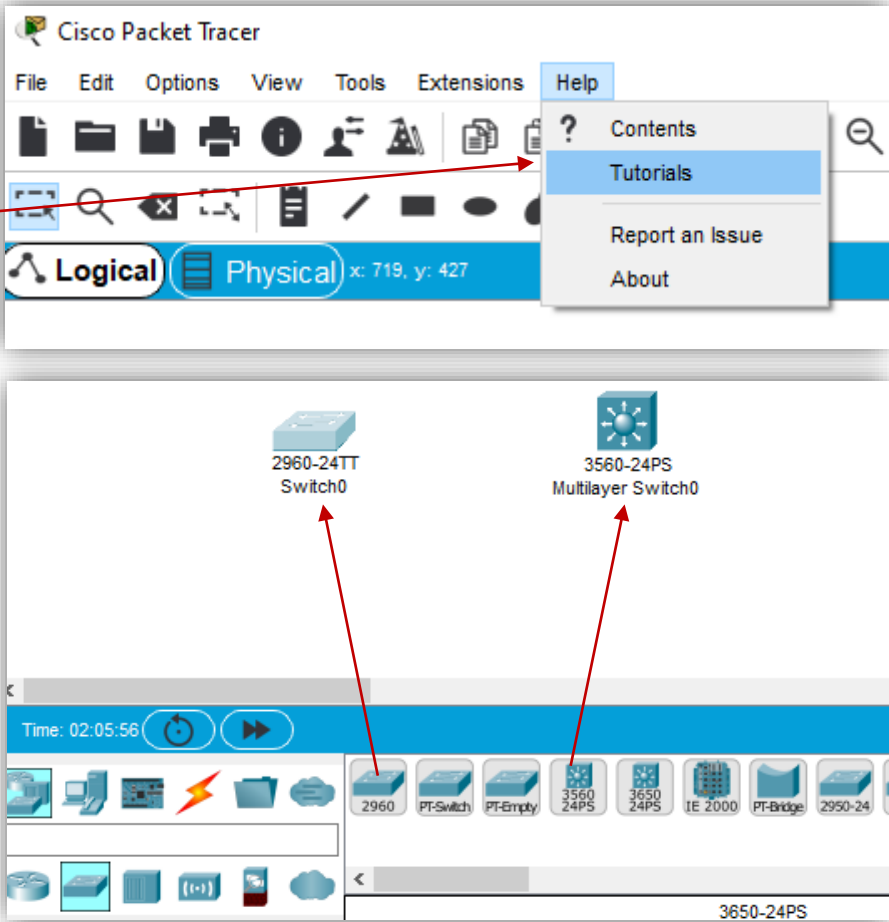 Cisco Packet Tracer
File Edit Options View Tools Extensions Help
? Contents
Tutorials
Report an Issue
About
Logical Physical x: 719, y: 427
2960-24TT
Switch0
3560-24PS
Multilayer Switch0
Time: 02:05:56
2960 PT-Switch PT-Empty 3560 24PS 3650 24PS IE 2000 PT-Bridge 2950-24
3650-24PS